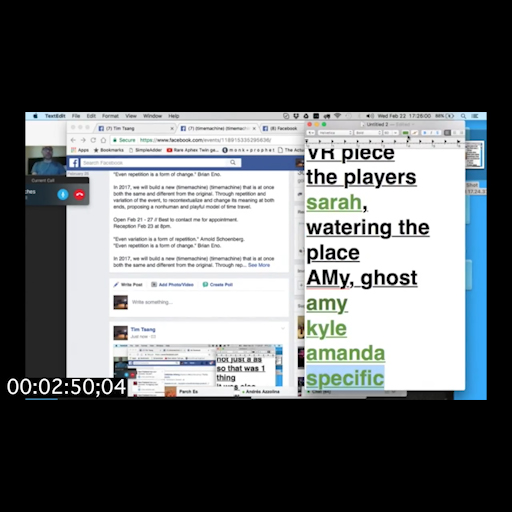 TextEdit File Edit Format View Window Help
99% Wed Feb 22 17:28:00
(7) Tim Tsang
(7) (timemachine) (timemachin
(8) Facebook
Secure https://www.facebook.com/events/
Apps Bookmarks SimpleAdder Rare Aphex Twin ge...
Search Facebook
Untitled 2
Current Call
"Even repetition is a form of change." Brian Eno.
In 2017, we will build a new (timemachine) (timemachine) that is at once
both the same and different from the original. Through repetition and
variation of the event, to recontextualize and change its meaning at both
ends, proposing a nonhuman and playful model of time travel.
Open Feb 21 - 27 // Best to contact me for appointment.
Reception Feb 23 at 8pm.
"Even variation is a form of repetition." Arnold Schoenberg.
"Even repetition is a form of change." Brian Eno.
In 2017, we will build a new (timemachine) (timemachine) that is at once
both the same and different from the original. Through rep... See More
Write Post Add Photo/Video Create Poll
Write something...
Tim Tsang
Just now
not just a as
so that was 1
thing
VR piece
the players
sarah,
watering the
place
AMy, ghost
amy
kyle
amanda
specific
00:02:50;04